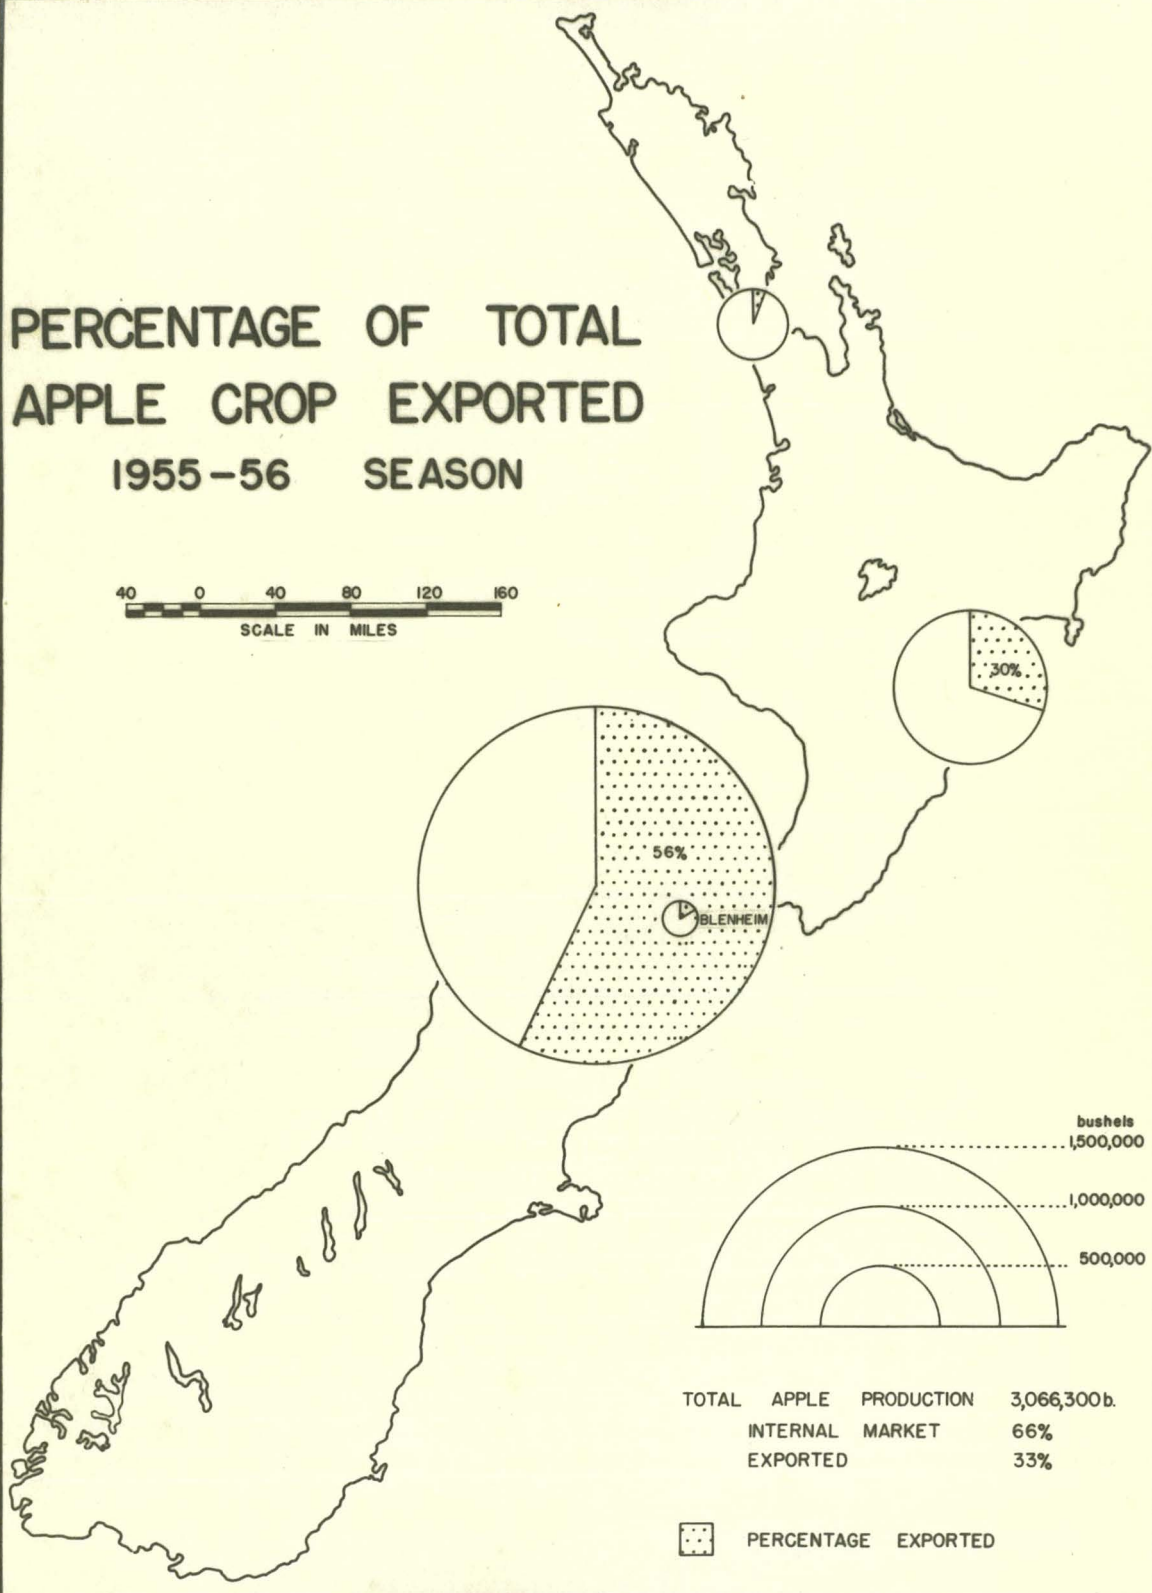 PERCENTAGE OF TOTAL
APPLE CROP EXPORTED
1955-56 SEASON
40 0 40 80 120 160
SCALE IN MILES
30%
56%
BLENHEIM
bushels
1,500,000
1,000,000
500,000
TOTAL APPLE PRODUCTION 3,066,300b.
INTERNAL MARKET 66%
EXPORTED 33%
PERCENTAGE EXPORTED